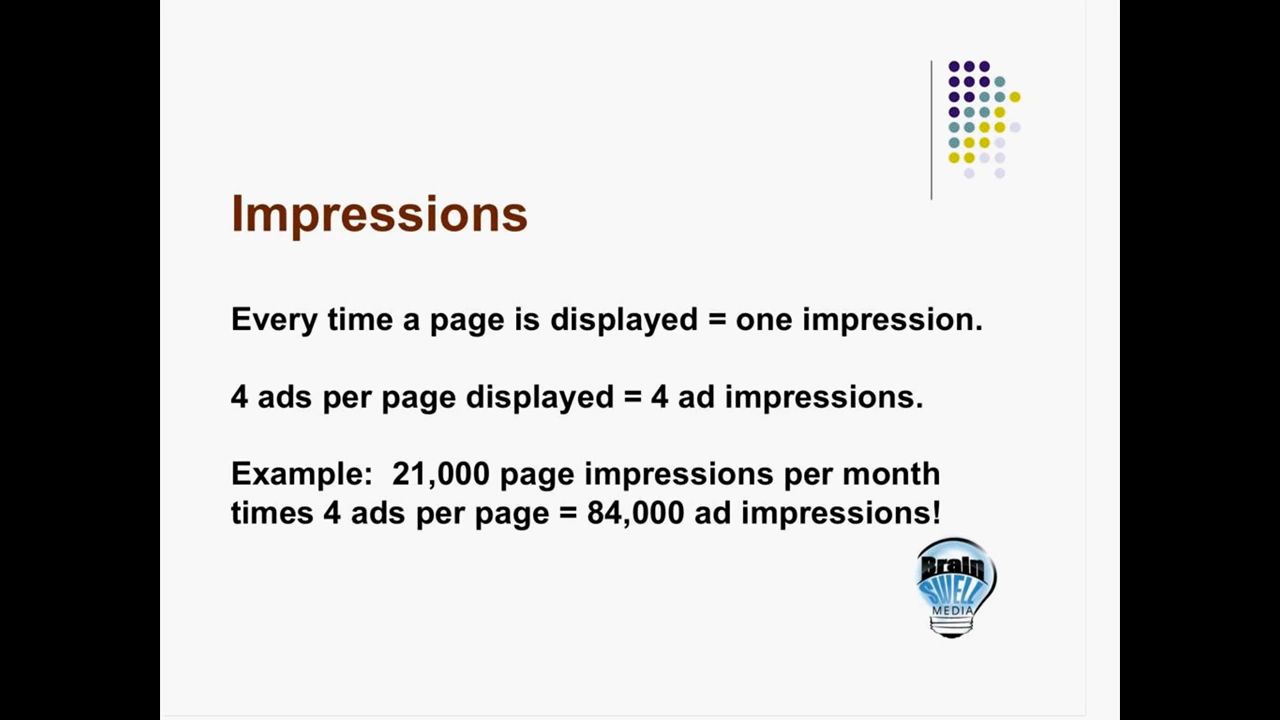 Impressions
Every time a page is displayed = one impression.
4 ads per page displayed = 4 ad impressions.
Example:  21,000 page impressions per month
times 4 ads per page = 84,000 ad impressions!
Brain
SWELL
MEDIA